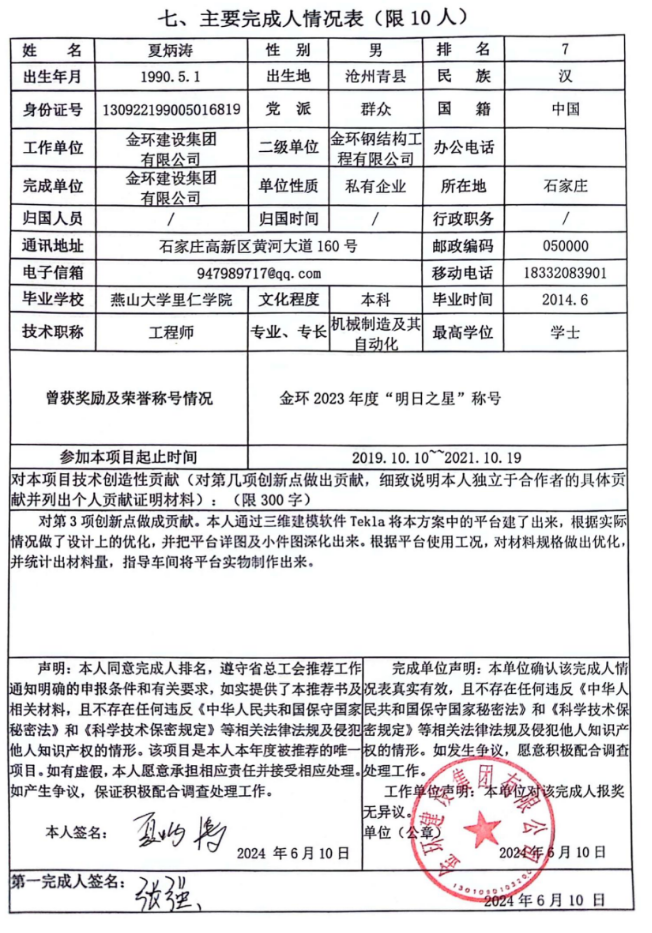 七、主要完成人情况表（限10人）
姓 名 夏炳涛 性 别 男 排 名 7
出生年月 1990.5.1 出生地 沧州青县 民 族 汉
身份证号 130922199005016819 党 派 群众 国 籍 中国
工作单位 金环建设集团有限公司 二级单位 金环钢结构工程有限公司 办公电话
完成单位 金环建设集团有限公司 单位性质 私有企业 所在地 石家庄
归国人员 / 归国时间 / 行政职务 /
通讯地址 石家庄高新区黄河大道160号 邮政编码 050000
电子信箱 947989717@qq.com 移动电话 18332083901
毕业学校 燕山大学里仁学院 文化程度 本科 毕业时间 2014.6
技术职称 工程师 专业、专长 机械制造及其自动化 最高学位 学士
曾获奖励及荣誉称号情况 金环2023年度“明日之星”称号
参加本项目起止时间 2019.10.10~~2021.10.19
对本项目技术创造性贡献（对第几项创新点做出贡献，细致说明本人独立于合作者的具体贡
献并列出个人贡献证明材料）：（限300字）
对第3项创新点做成贡献。本人通过三维建模软件Tekla将本方案中的平台建了出来，根据实际
情况做了设计上的优化，并把平台详图及小件图深化出来。根据平台使用工况，对材料规格做出优化，
并统计出材料量，指导车间将平台实物制作出来。
声明：本人同意完成人排名，遵守省总工会推荐工作
通知明确的申报条件和有关要求，如实提供了本推荐书及
相关材料，且不存在任何违反《中华人民共和国保守国家
秘密法》和《科学技术保密规定》等相关法律法规及侵犯
他人知识产权的情形。该项目是本人本年度被推荐的唯一
项目。如有虚假，本人愿意承担相应责任并接受相应处理。
如产生争议，保证积极配合调查处理工作。
本人签名： 夏炳涛
2024年6月10日
完成单位声明：本单位确认该完成人情
况表真实有效，且不存在任何违反《中华人
民共和国保守国家秘密法》和《科学技术保
密规定》等相关法律法规及侵犯他人知识产
权的情形。如发生争议，愿意积极配合调查
处理工作。
工作单位声明：本单位对该完成人报奖
无异议。
单位（公章）
2024年6月10日
金环建设集团有限公司
第一完成人签名： 张强
2024年6月10日